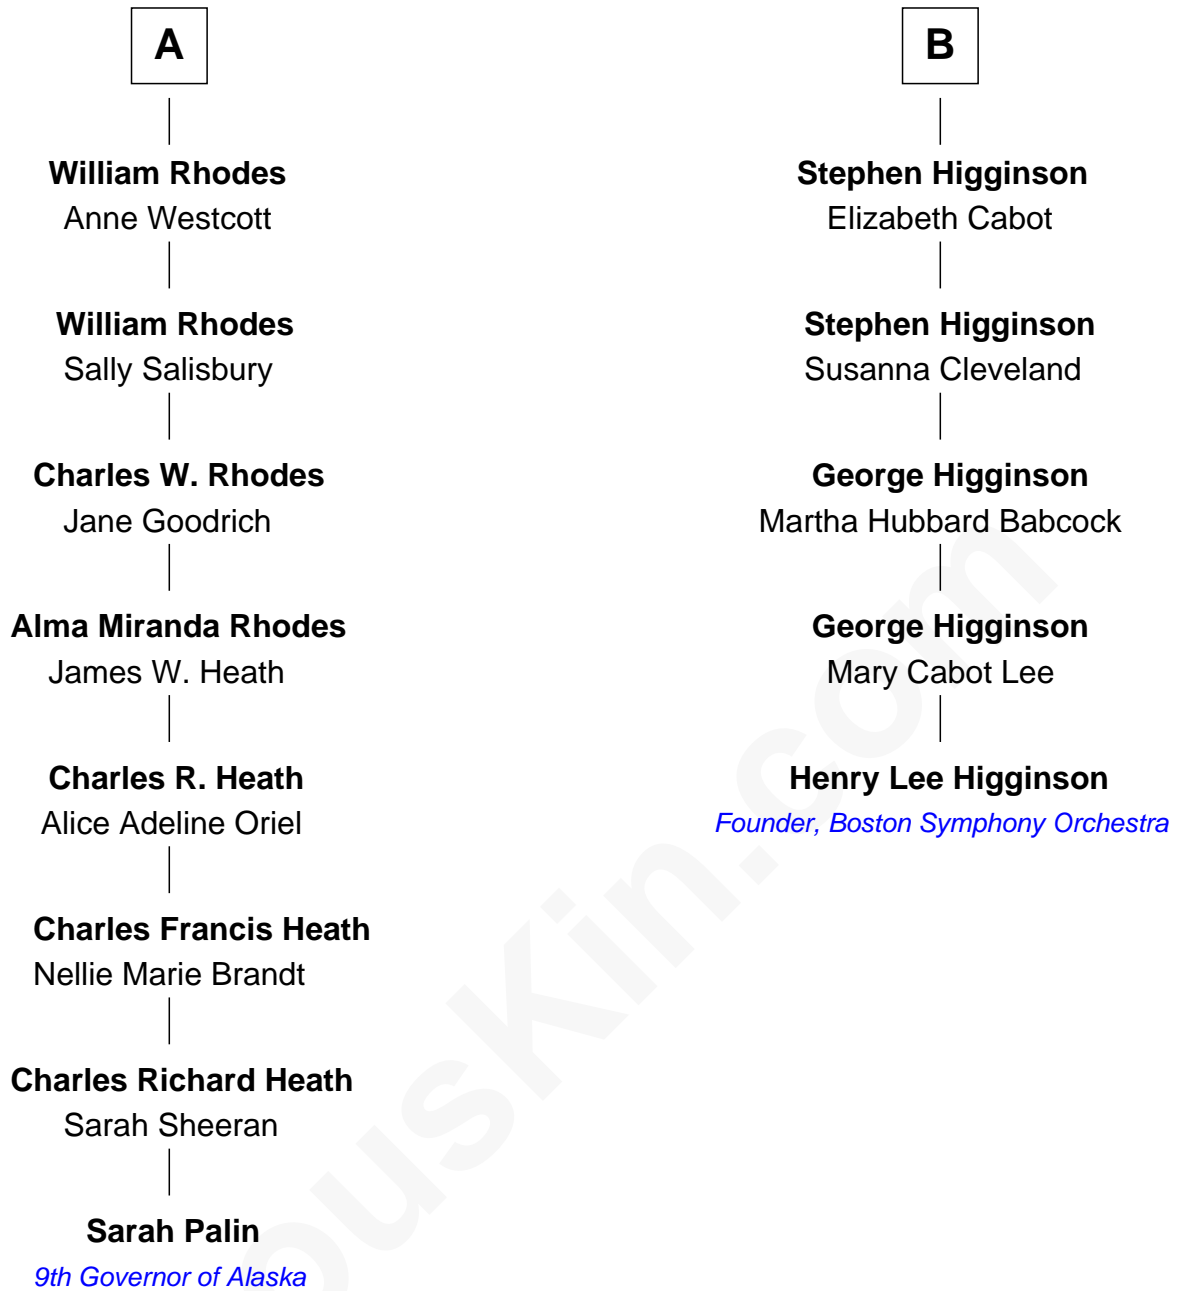 A
William Rhodes
Anne Westcott
William Rhodes
Sally Salisbury
Charles W. Rhodes
Jane Goodrich
Alma Miranda Rhodes
James W. Heath
Charles R. Heath
Alice Adeline Oriel
Charles Francis Heath
Nellie Marie Brandt
Charles Richard Heath
Sarah Sheeran
Sarah Palin
9th Governor of Alaska
B
Stephen Higginson
Elizabeth Cabot
Stephen Higginson
Susanna Cleveland
George Higginson
Martha Hubbard Babcock
George Higginson
Mary Cabot Lee
Henry Lee Higginson
Founder, Boston Symphony Orchestra
ousKin.com